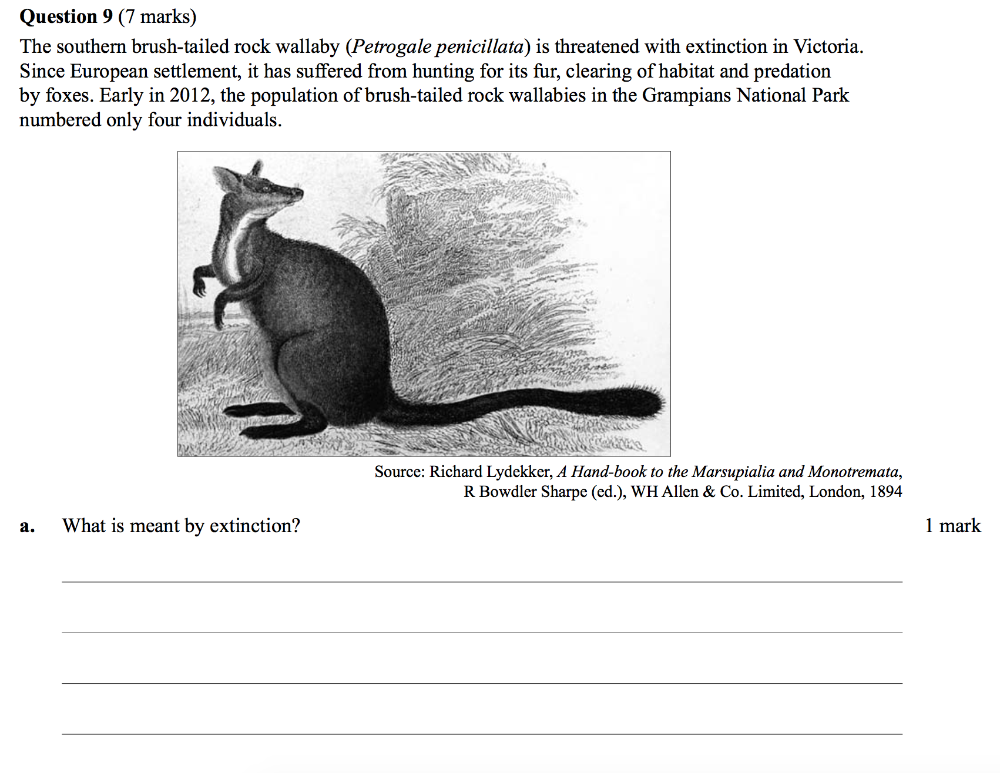 Question 9 (7 marks)
The southern brush-tailed rock wallaby (Petrogale penicillata) is threatened with extinction in Victoria.
Since European settlement, it has suffered from hunting for its fur, clearing of habitat and predation
by foxes. Early in 2012, the population of brush-tailed rock wallabies in the Grampians National Park
numbered only four individuals.
Source: Richard Lydekker, A Hand-book to the Marsupialia and Monotremata,
R Bowdler Sharpe (ed.), WH Allen & Co. Limited, London, 1894
a. What is meant by extinction? 1 mark